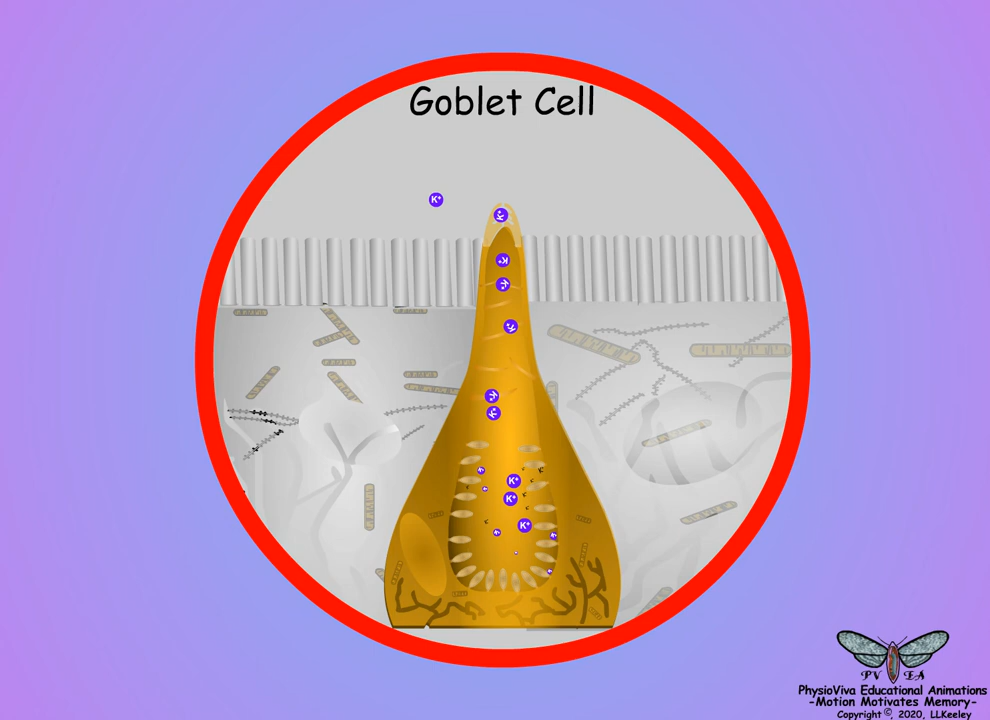 Goblet Cell
K⁺
K⁺
K⁺
K⁺
K⁺
K⁺
K⁺
K⁺
K⁺
K⁺
PV EA
PhysioViva Educational Animations
-Motion Motivates Memory-
Copyright ©, 2020, LLKeeley